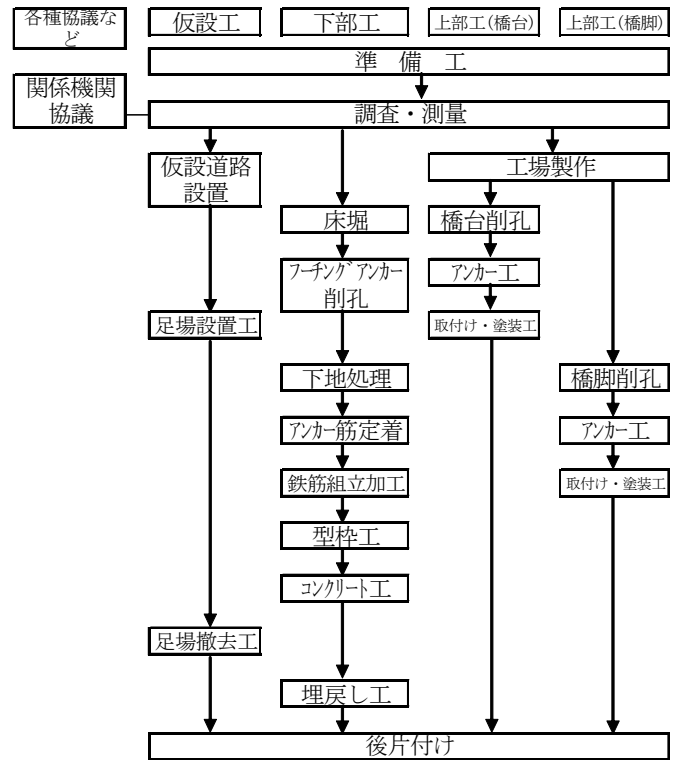 各種協議な
ど
仮設工
下部工
上部工(橋台)
上部工(橋脚)
準　備　工
関係機関
協議
調査・測量
仮設道路
設置
工場製作
床堀
橋台削孔
フーチングアンカー
削孔
アンカー工
足場設置工
取付け・塗装工
下地処理
橋脚削孔
アンカー筋定着
アンカー工
鉄筋組立加工
取付け・塗装工
型枠工
コンクリート工
足場撤去工
埋戻し工
後片付け